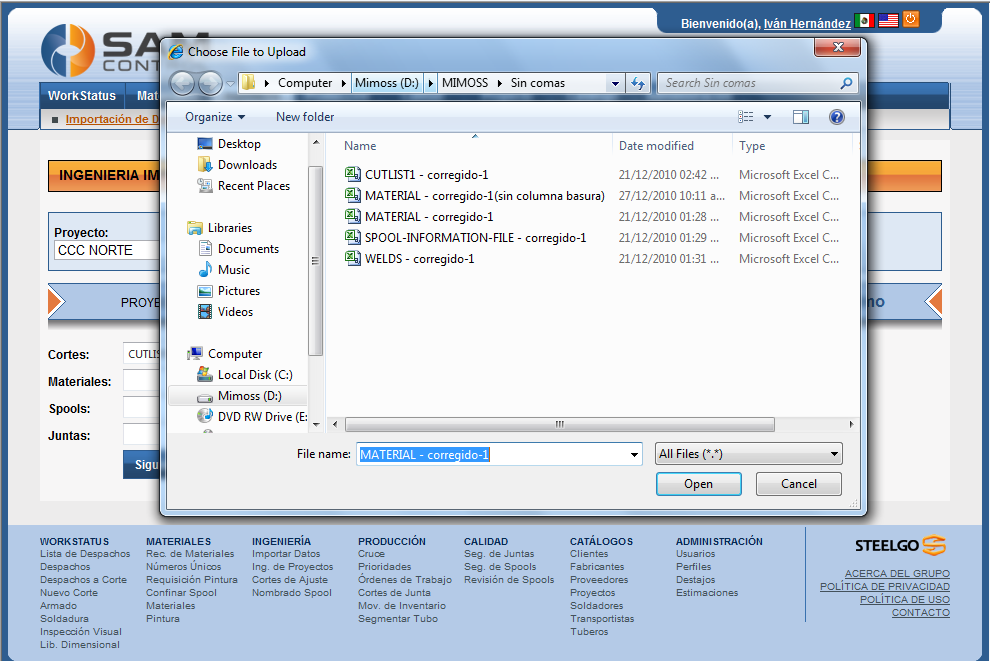 Bienvenido(a), Iván Hernández
SAM
CONT
WorkStatus
Mat
Importación de D
INGENIERIA IM
Proyecto:
CCC NORTE
PROYE
mo
Cortes:
CUTLIS
Materiales:
Spools:
Juntas:
Sigu
Choose File to Upload
Computer
Mimoss (D:)
MIMOSS
Sin comas
Search Sin comas
Organize
New folder
Desktop
Downloads
Recent Places
Libraries
Documents
Music
Pictures
Videos
Computer
Local Disk (C:)
Mimoss (D:)
DVD RW Drive (E:
Name Date modified Type
CUTLIST1 - corregido-1 21/12/2010 02:42 ... Microsoft Excel C...
MATERIAL - corregido-1(sin columna basura) 27/12/2010 10:11 a... Microsoft Excel C...
MATERIAL - corregido-1 21/12/2010 01:28 ... Microsoft Excel C...
SPOOL-INFORMATION-FILE - corregido-1 21/12/2010 01:29 ... Microsoft Excel C...
WELDS - corregido-1 21/12/2010 01:31 ... Microsoft Excel C...
File name: MATERIAL - corregido-1
All Files (*.*)
Open
Cancel
WORKSTATUS
Lista de Despachos
Despachos
Despachos a Corte
Nuevo Corte
Armado
Soldadura
Inspección Visual
Lib. Dimensional
MATERIALES
Rec. de Materiales
Números Únicos
Requisición Pintura
Confinar Spool
Materiales
Pintura
INGENIERÍA
Importar Datos
Ing. de Proyectos
Cortes de Ajuste
Nombrado Spool
PRODUCCIÓN
Cruce
Prioridades
Órdenes de Trabajo
Cortes de Junta
Mov. de Inventario
Segmentar Tubo
CALIDAD
Seg. de Juntas
Seg. de Spools
Revisión de Spools
CATÁLOGOS
Clientes
Fabricantes
Proveedores
Proyectos
Soldadores
Transportistas
Tuberos
ADMINISTRACIÓN
Usuarios
Perfiles
Destajos
Estimaciones
STEELGO
ACERCA DEL GRUPO
POLÍTICA DE PRIVACIDAD
POLÍTICA DE USO
CONTACTO